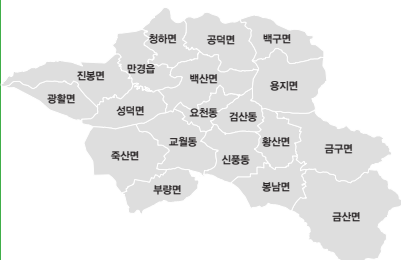 청하면
공덕면
백구면
만경읍
진봉면
백산면
용지면
광활면
성덕면
요천동
검산동
교월동
황산면
금구면
죽산면
신풍동
부량면
봉남면
금산면